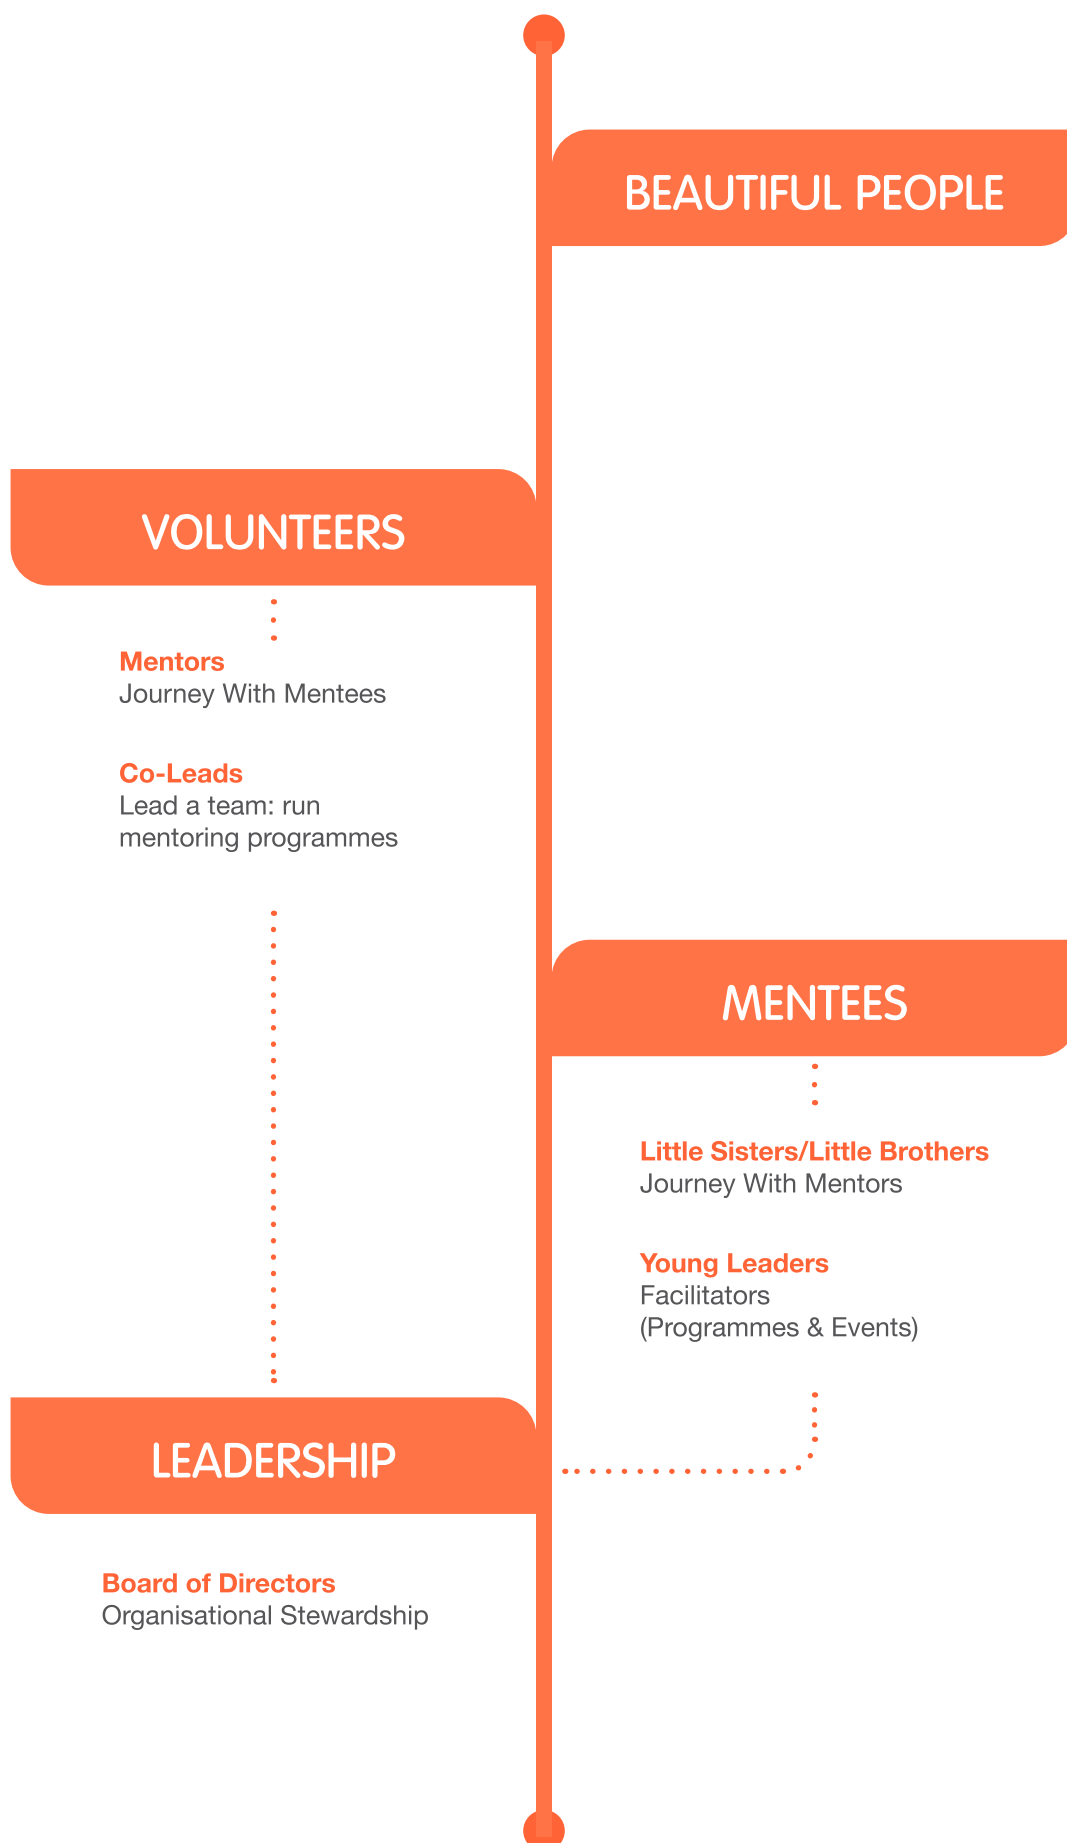 BEAUTIFUL PEOPLE
VOLUNTEERS
Mentors
Journey With Mentees
Co-Leads
Lead a team: run
mentoring programmes
MENTEES
Little Sisters/Little Brothers
Journey With Mentors
Young Leaders
Facilitators
(Programmes & Events)
LEADERSHIP
Board of Directors
Organisational Stewardship